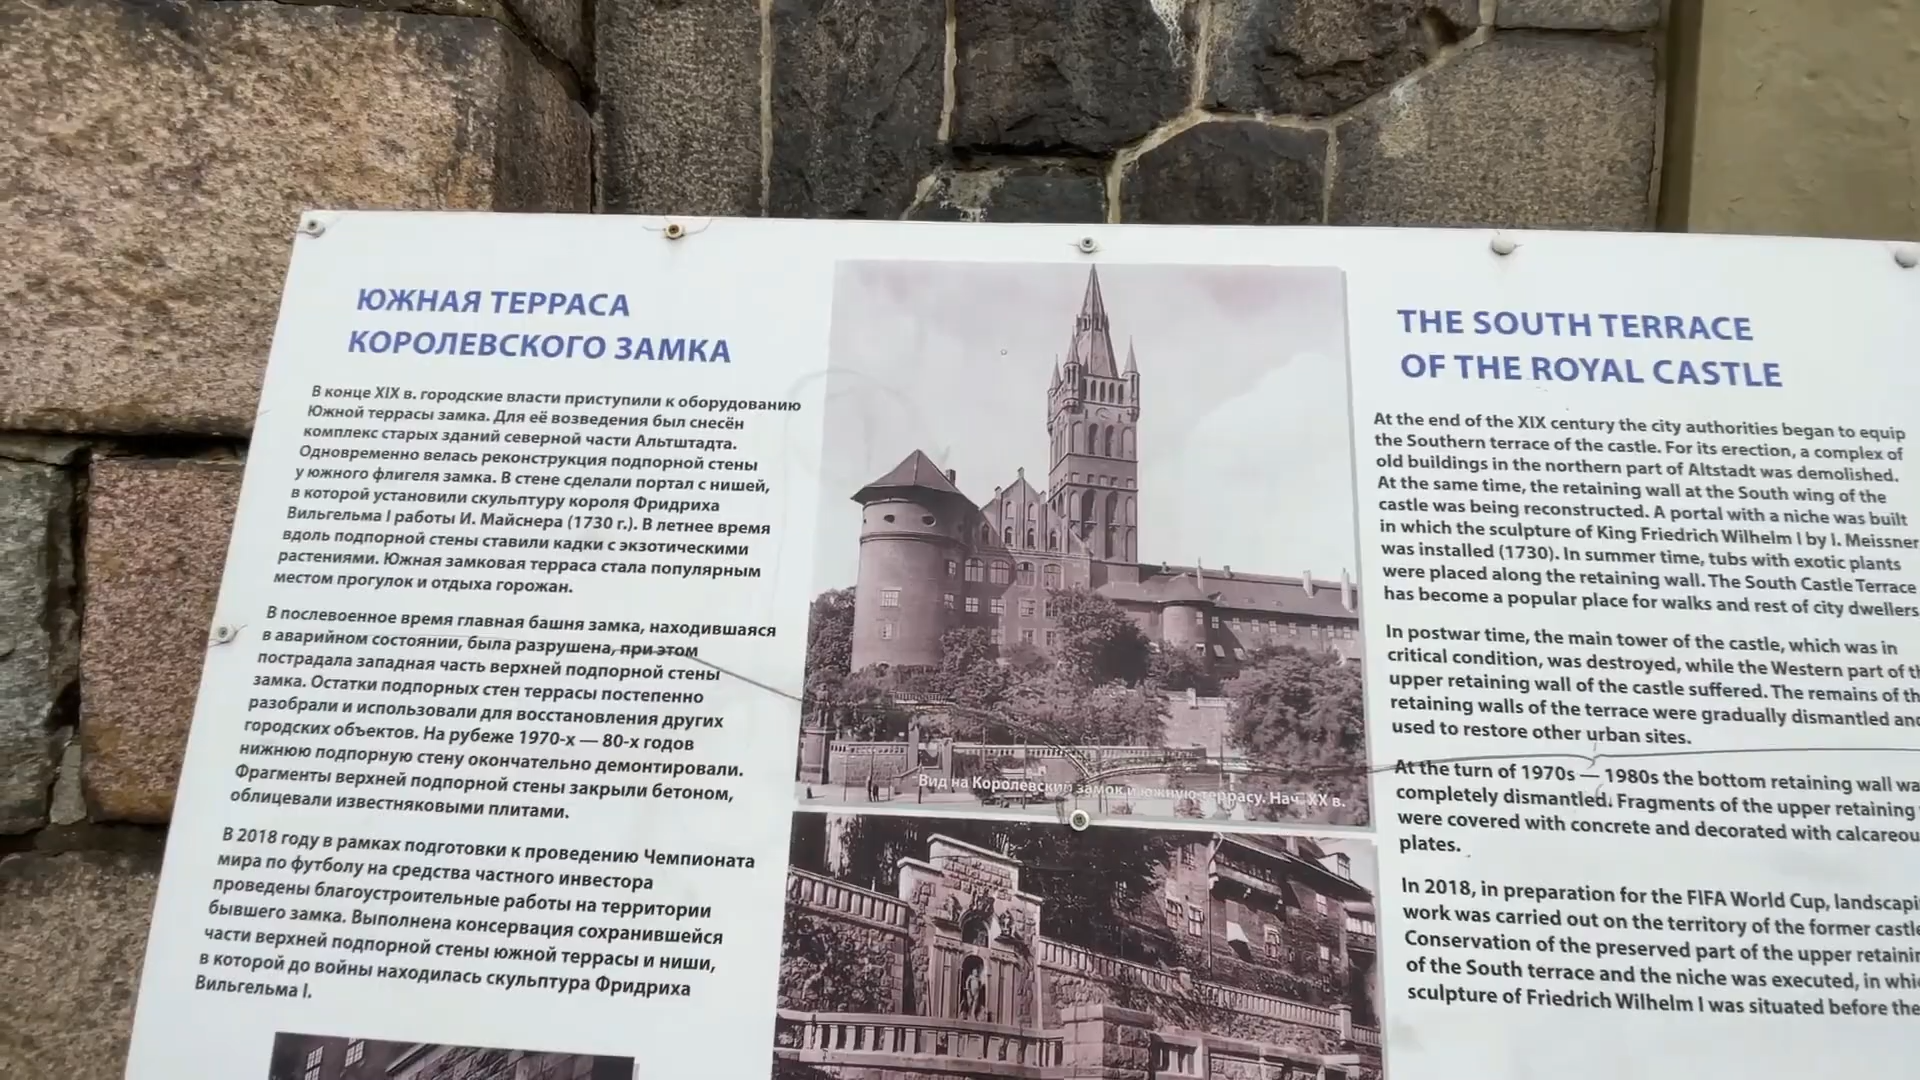 ЮЖНАЯ ТЕРРАСА
КОРОЛЕВСКОГО ЗАМКА
В конце XIX в. городские власти приступили к оборудованию
Южной террасы замка. Для её возведения был снесён
комплекс старых зданий северной части Альтштадта.
Одновременно велась реконструкция подпорной стены
у южного флигеля замка. В стене сделали портал с нишей,
в которой установили скульптуру короля Фридриха
Вильгельма I работы И. Майснера (1730 г.). В летнее время
вдоль подпорной стены ставили кадки с экзотическими
растениями. Южная замковая терраса стала популярным
местом прогулок и отдыха горожан.
В послевоенное время главная башня замка, находившаяся
в аварийном состоянии, была разрушена, при этом
пострадала западная часть верхней подпорной стены
замка. Остатки подпорных стен террасы постепенно
разобрали и использовали для восстановления других
городских объектов. На рубеже 1970-х — 80-х годов
нижнюю подпорную стену окончательно демонтировали.
Фрагменты верхней подпорной стены закрыли бетоном,
облицевали известняковыми плитами.
В 2018 году в рамках подготовки к проведению Чемпионата
мира по футболу на средства частного инвестора
проведены благоустроительные работы на территории
бывшего замка. Выполнена консервация сохранившейся
части верхней подпорной стены южной террасы и ниши,
в которой до войны находилась скульптура Фридриха
Вильгельма I.
Вид на Королевский замок и южную террасу. Нач. XX в.
THE SOUTH TERRACE
OF THE ROYAL CASTLE
At the end of the XIX century the city authorities began to equip
the Southern terrace of the castle. For its erection, a complex of
old buildings in the northern part of Altstadt was demolished.
At the same time, the retaining wall at the South wing of the
castle was being reconstructed. A portal with a niche was built
in which the sculpture of King Friedrich Wilhelm I by I. Meissner
was installed (1730). In summer time, tubs with exotic plants
were placed along the retaining wall. The South Castle Terrace
has become a popular place for walks and rest of city dwellers
In postwar time, the main tower of the castle, which was in
critical condition, was destroyed, while the Western part of
upper retaining wall of the castle suffered. The remains of
retaining walls of the terrace were gradually dismantled
used to restore other urban sites.
At the turn of 1970s — 1980s the bottom retaining wall
completely dismantled. Fragments of the upper retaining
were covered with concrete and decorated with
plates.
In 2018, in preparation for the FIFA World Cup,
work was carried out on the territory of the former
Conservation of the preserved part of the upper
of the South terrace and the niche was executed, in
sculpture of Friedrich Wilhelm I was situated before